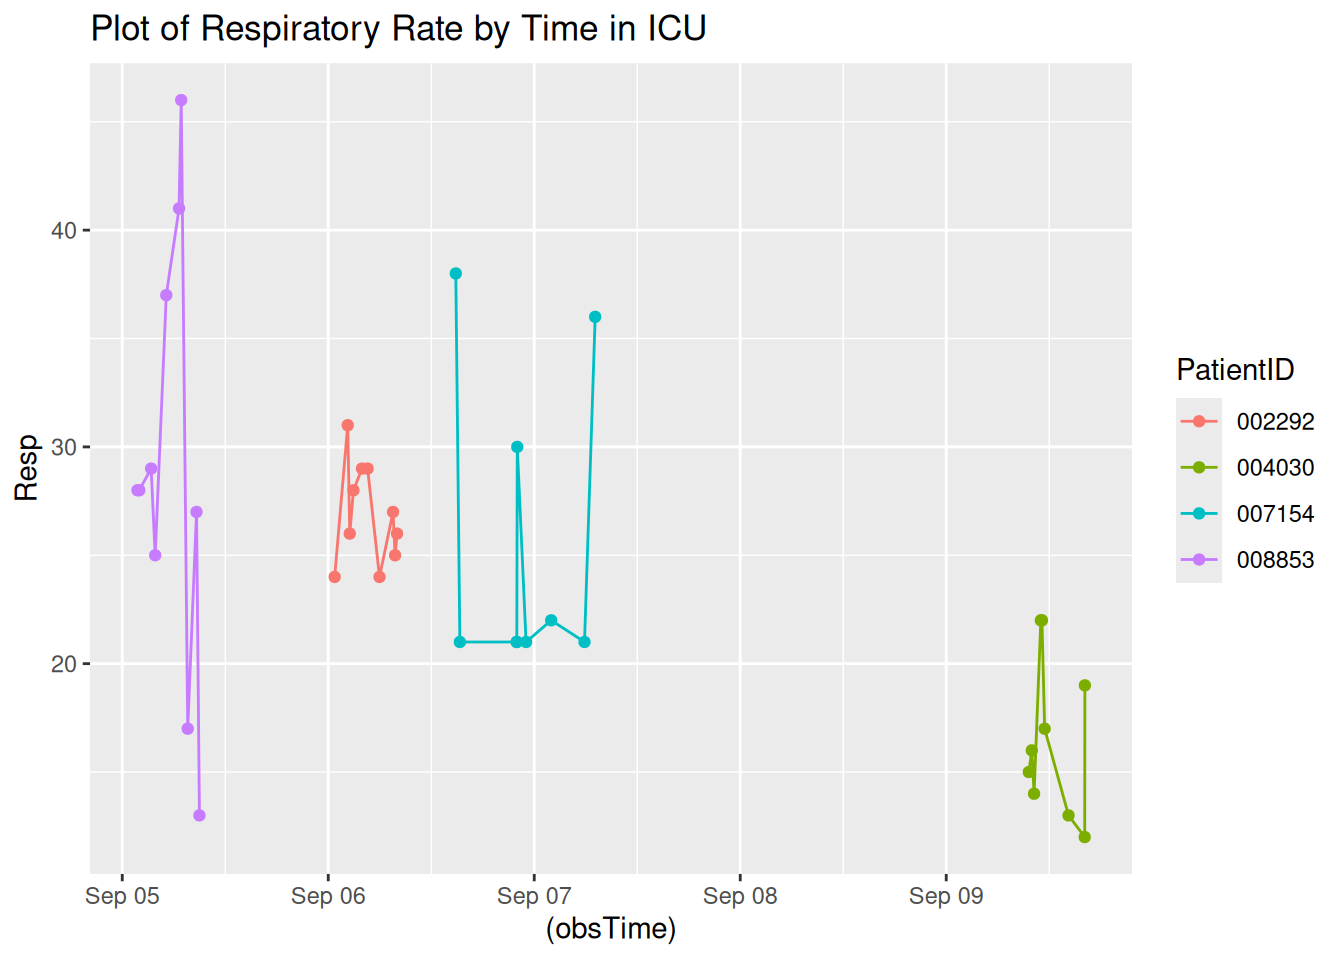 Plot of Respiratory Rate by Time in ICU
Resp
40
30
20
Sep 05
Sep 06
Sep 07
Sep 08
Sep 09
(obsTime)
PatientID
002292
004030
007154
008853